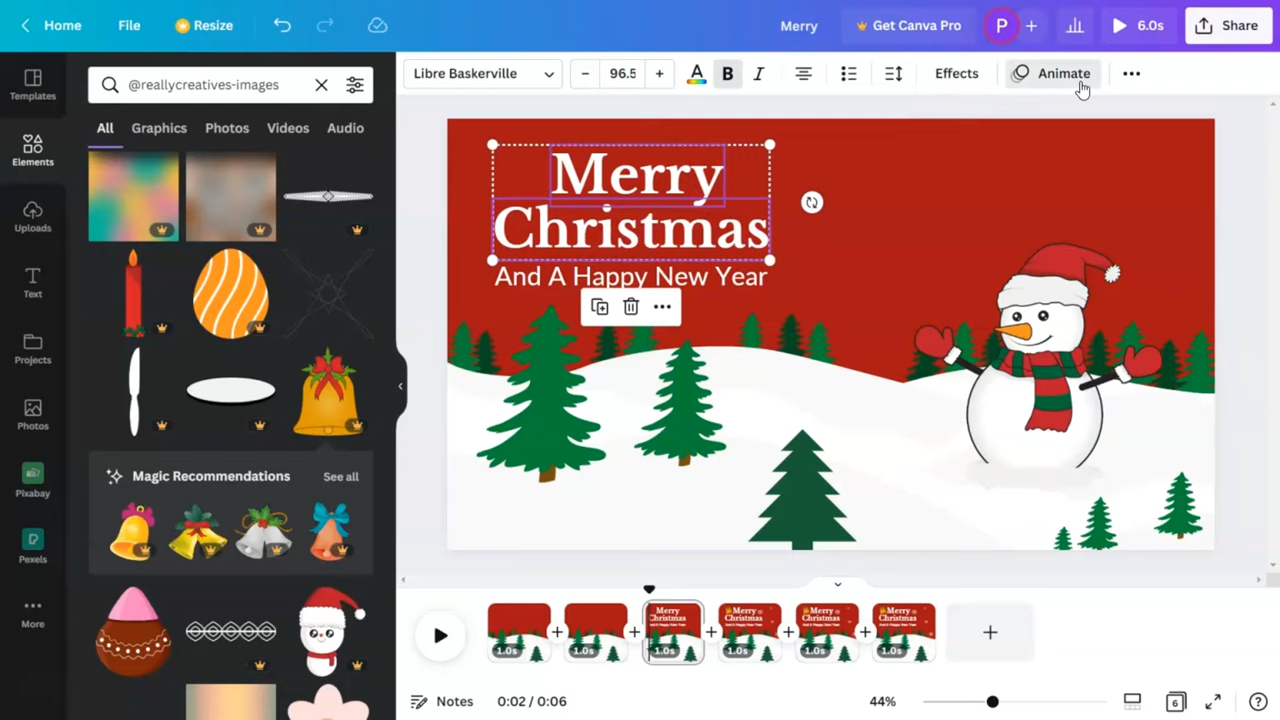 Home File Resize Merry Get Canva Pro P + 6.0s Share
Templates
Elements
Uploads
Text
Projects
Photos
Pixabay
Pexels
More
@reallycreatives-images
All Graphics Photos Videos Audio
Magic Recommendations See all
Libre Baskerville − 96.5 + A B I Effects Animate
Merry
Christmas
And A Happy New Year
Merry
Christmas
1.0s 1.0s 1.0s 1.0s 1.0s 1.0s
Notes 0:02 / 0:06 44% 6 ?